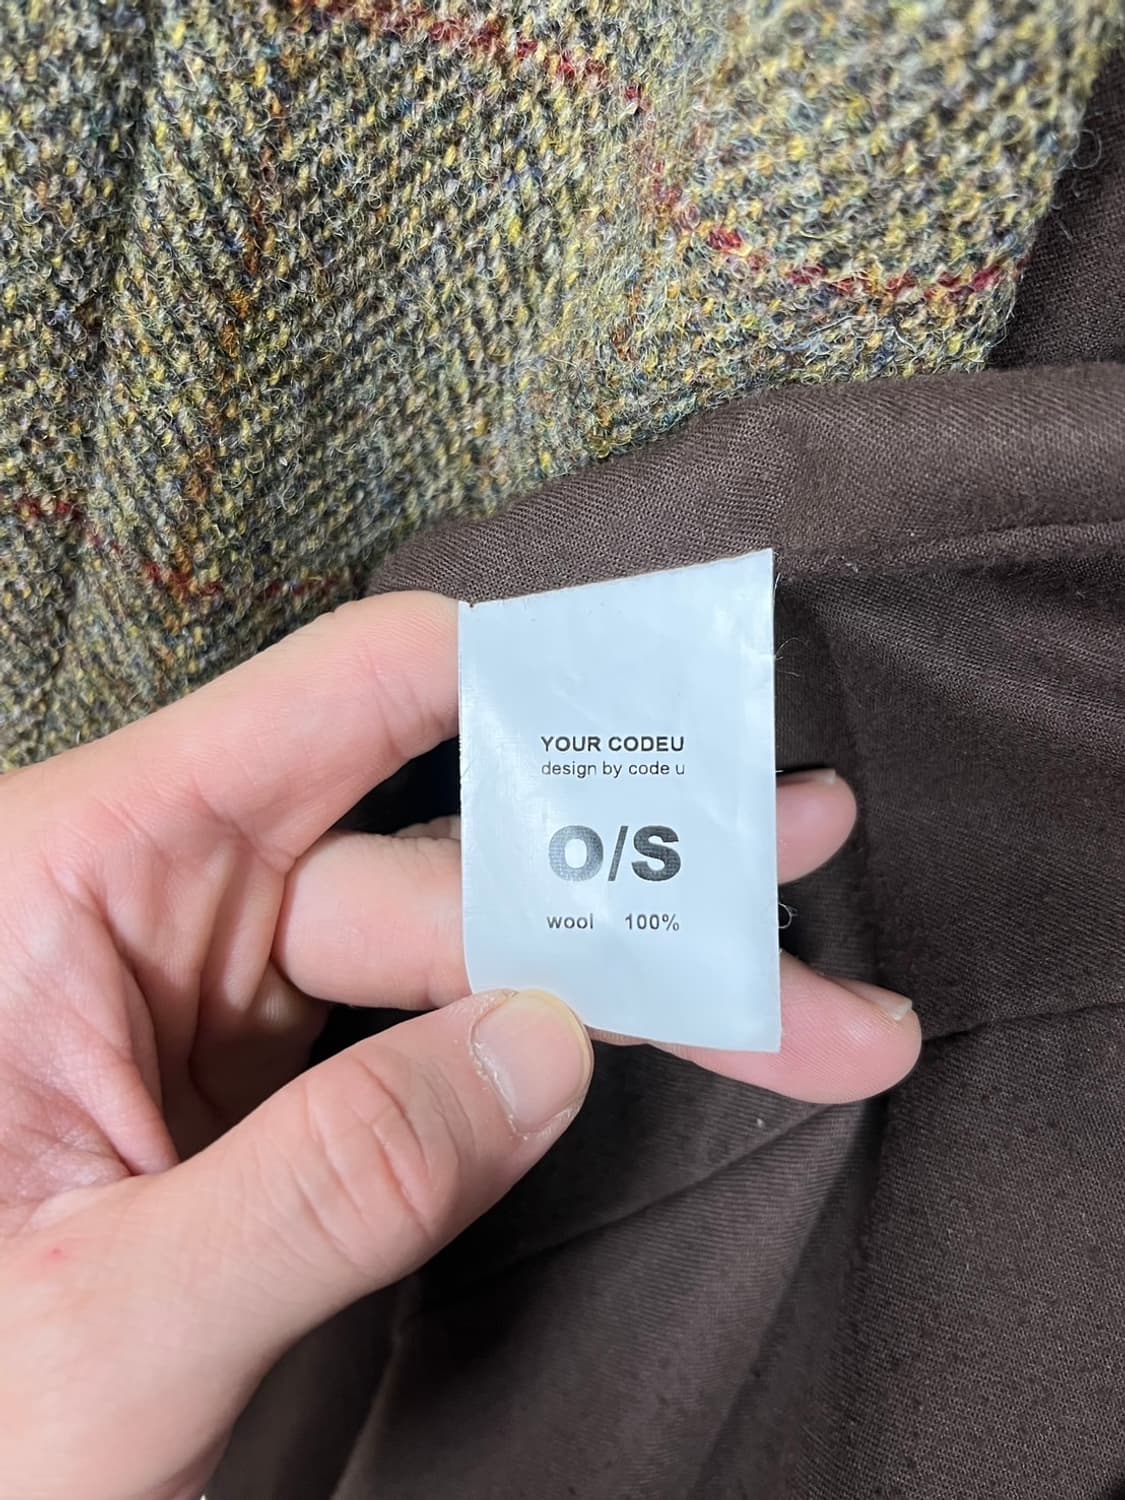 YOUR CODEU
design by code u
O/S
wool 100%